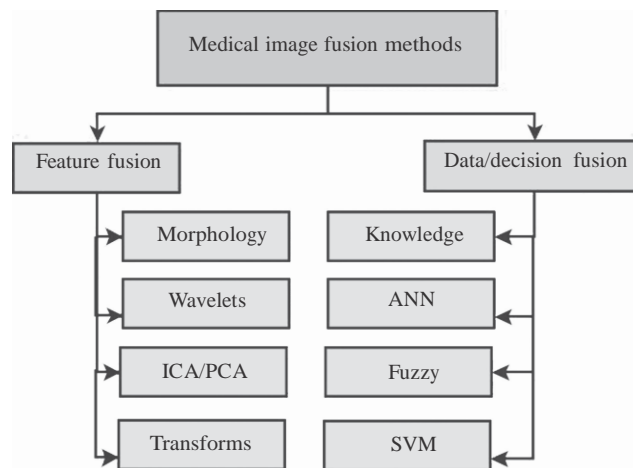 Medical image fusion methods
Feature fusion
Data/decision fusion
Morphology
Knowledge
Wavelets
ANN
ICA/PCA
Fuzzy
Transforms
SVM